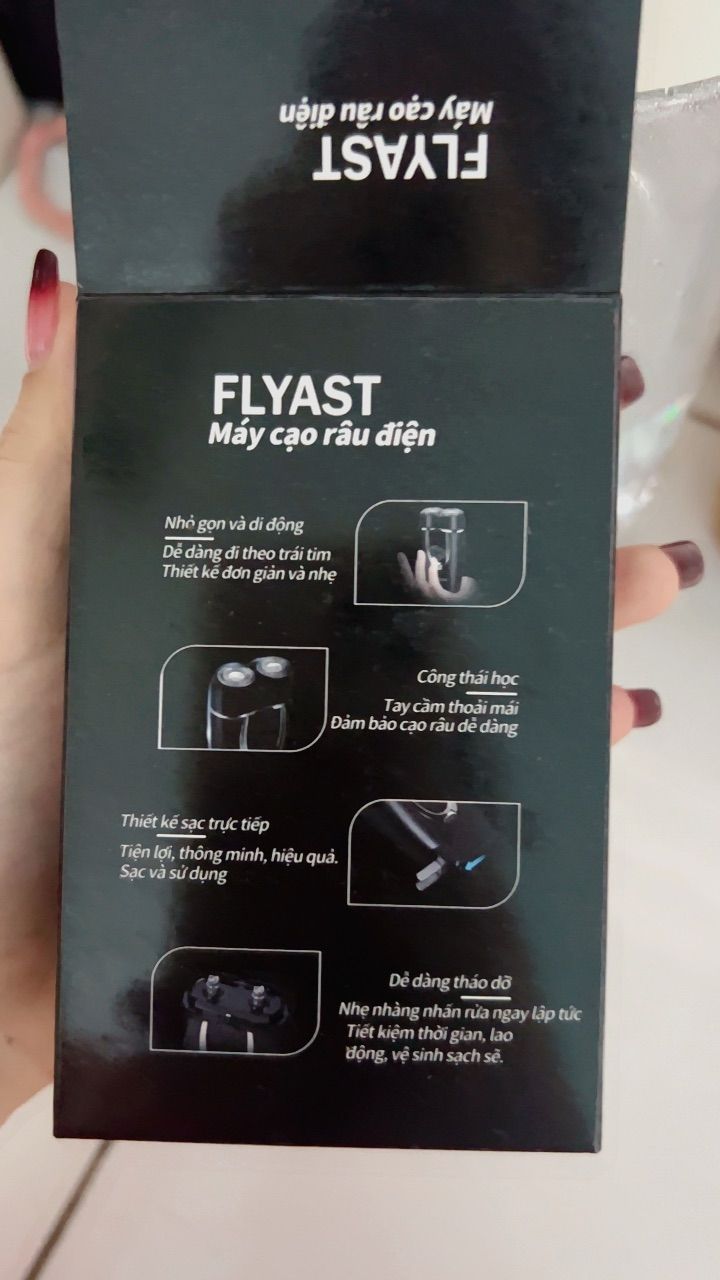 FLYAST
Máy cạo râu điện
FLYAST
Máy cạo râu điện
Nhỏ gọn và di động
Dễ dàng đi theo trái tim
Thiết kế đơn giản và nhẹ
Công thái học
Tay cầm thoải mái
Đảm bảo cạo râu dễ dàng
Thiết kế sạc trực tiếp
Tiện lợi, thông minh, hiệu quả.
Sạc và sử dụng
Dễ dàng tháo dỡ
Nhẹ nhàng nhấn rửa ngay lập tức
Tiết kiệm thời gian, lao
động, vệ sinh sạch sẽ.